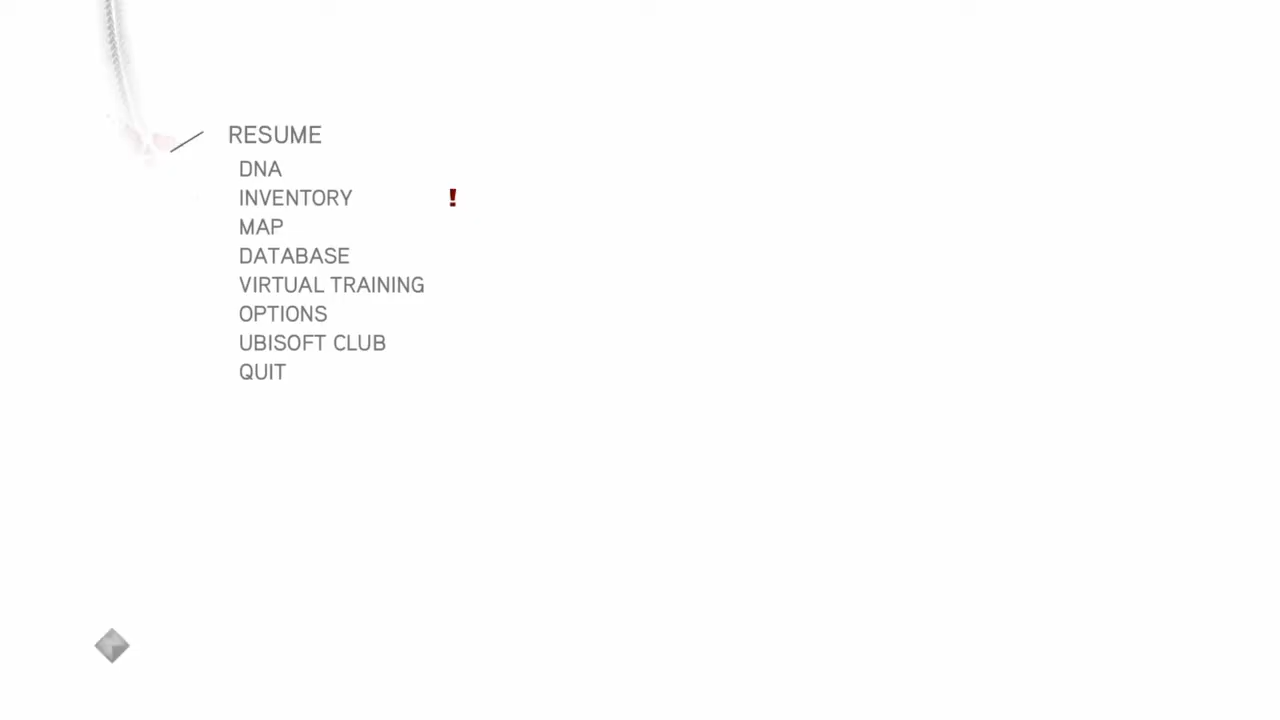 RESUME
DNA
INVENTORY !
MAP
DATABASE
VIRTUAL TRAINING
OPTIONS
UBISOFT CLUB
QUIT